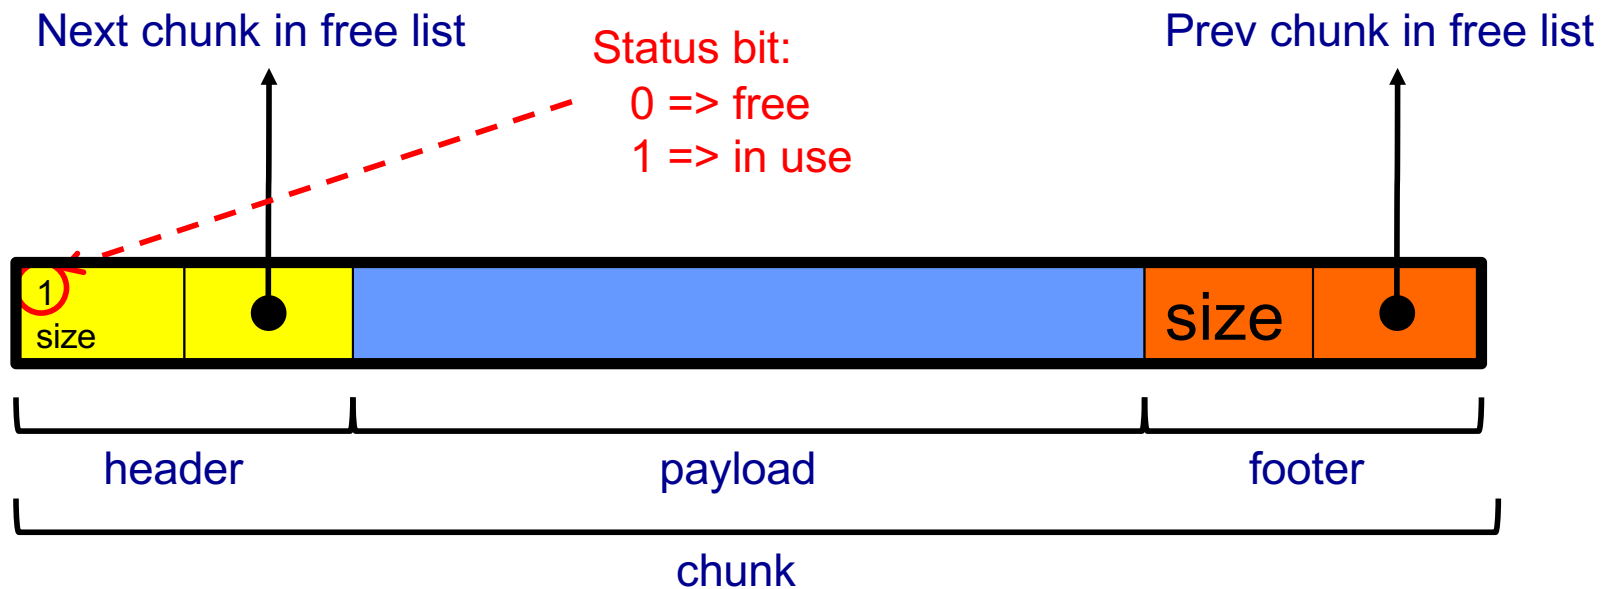 Next chunk in free list
Status bit:
0 => free
1 => in use
Prev chunk in free list
1
size
size
header
payload
footer
chunk